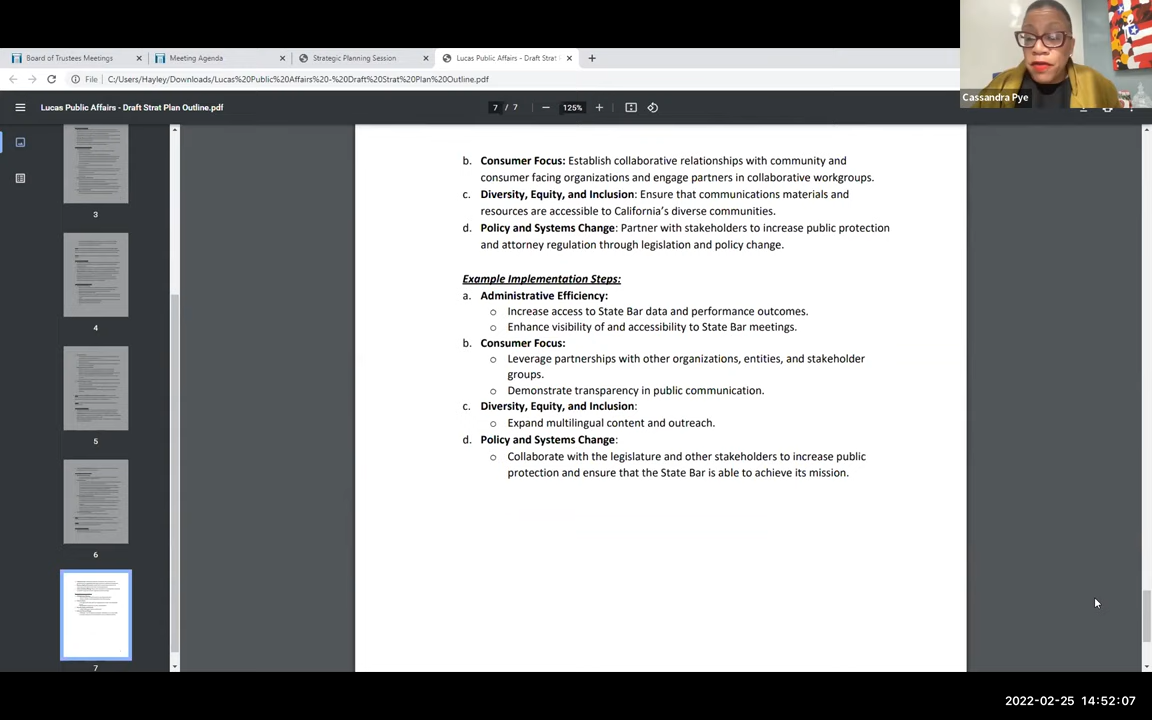 Board of Trustees Meetings
Meeting Agenda
Strategic Planning Session
Lucas Public Affairs - Draft Strat
Cassandra Pye
File
C:/Users/Hayley/Downloads/Lucas%20Public%20Affairs%20-%20Draft%20Strat%20Plan%20Outline.pdf
Lucas Public Affairs - Draft Strat Plan Outline.pdf
7 / 7
125%
3
4
5
6
7
b. Consumer Focus: Establish collaborative relationships with community and
consumer facing organizations and engage partners in collaborative workgroups.
c. Diversity, Equity, and Inclusion: Ensure that communications materials and
resources are accessible to California’s diverse communities.
d. Policy and Systems Change: Partner with stakeholders to increase public protection
and attorney regulation through legislation and policy change.
Example Implementation Steps:
a. Administrative Efficiency:
o Increase access to State Bar data and performance outcomes.
o Enhance visibility of and accessibility to State Bar meetings.
b. Consumer Focus:
o Leverage partnerships with other organizations, entities, and stakeholder
groups.
o Demonstrate transparency in public communication.
c. Diversity, Equity, and Inclusion:
o Expand multilingual content and outreach.
d. Policy and Systems Change:
o Collaborate with the legislature and other stakeholders to increase public
protection and ensure that the State Bar is able to achieve its mission.
2022-02-25 14:52:07